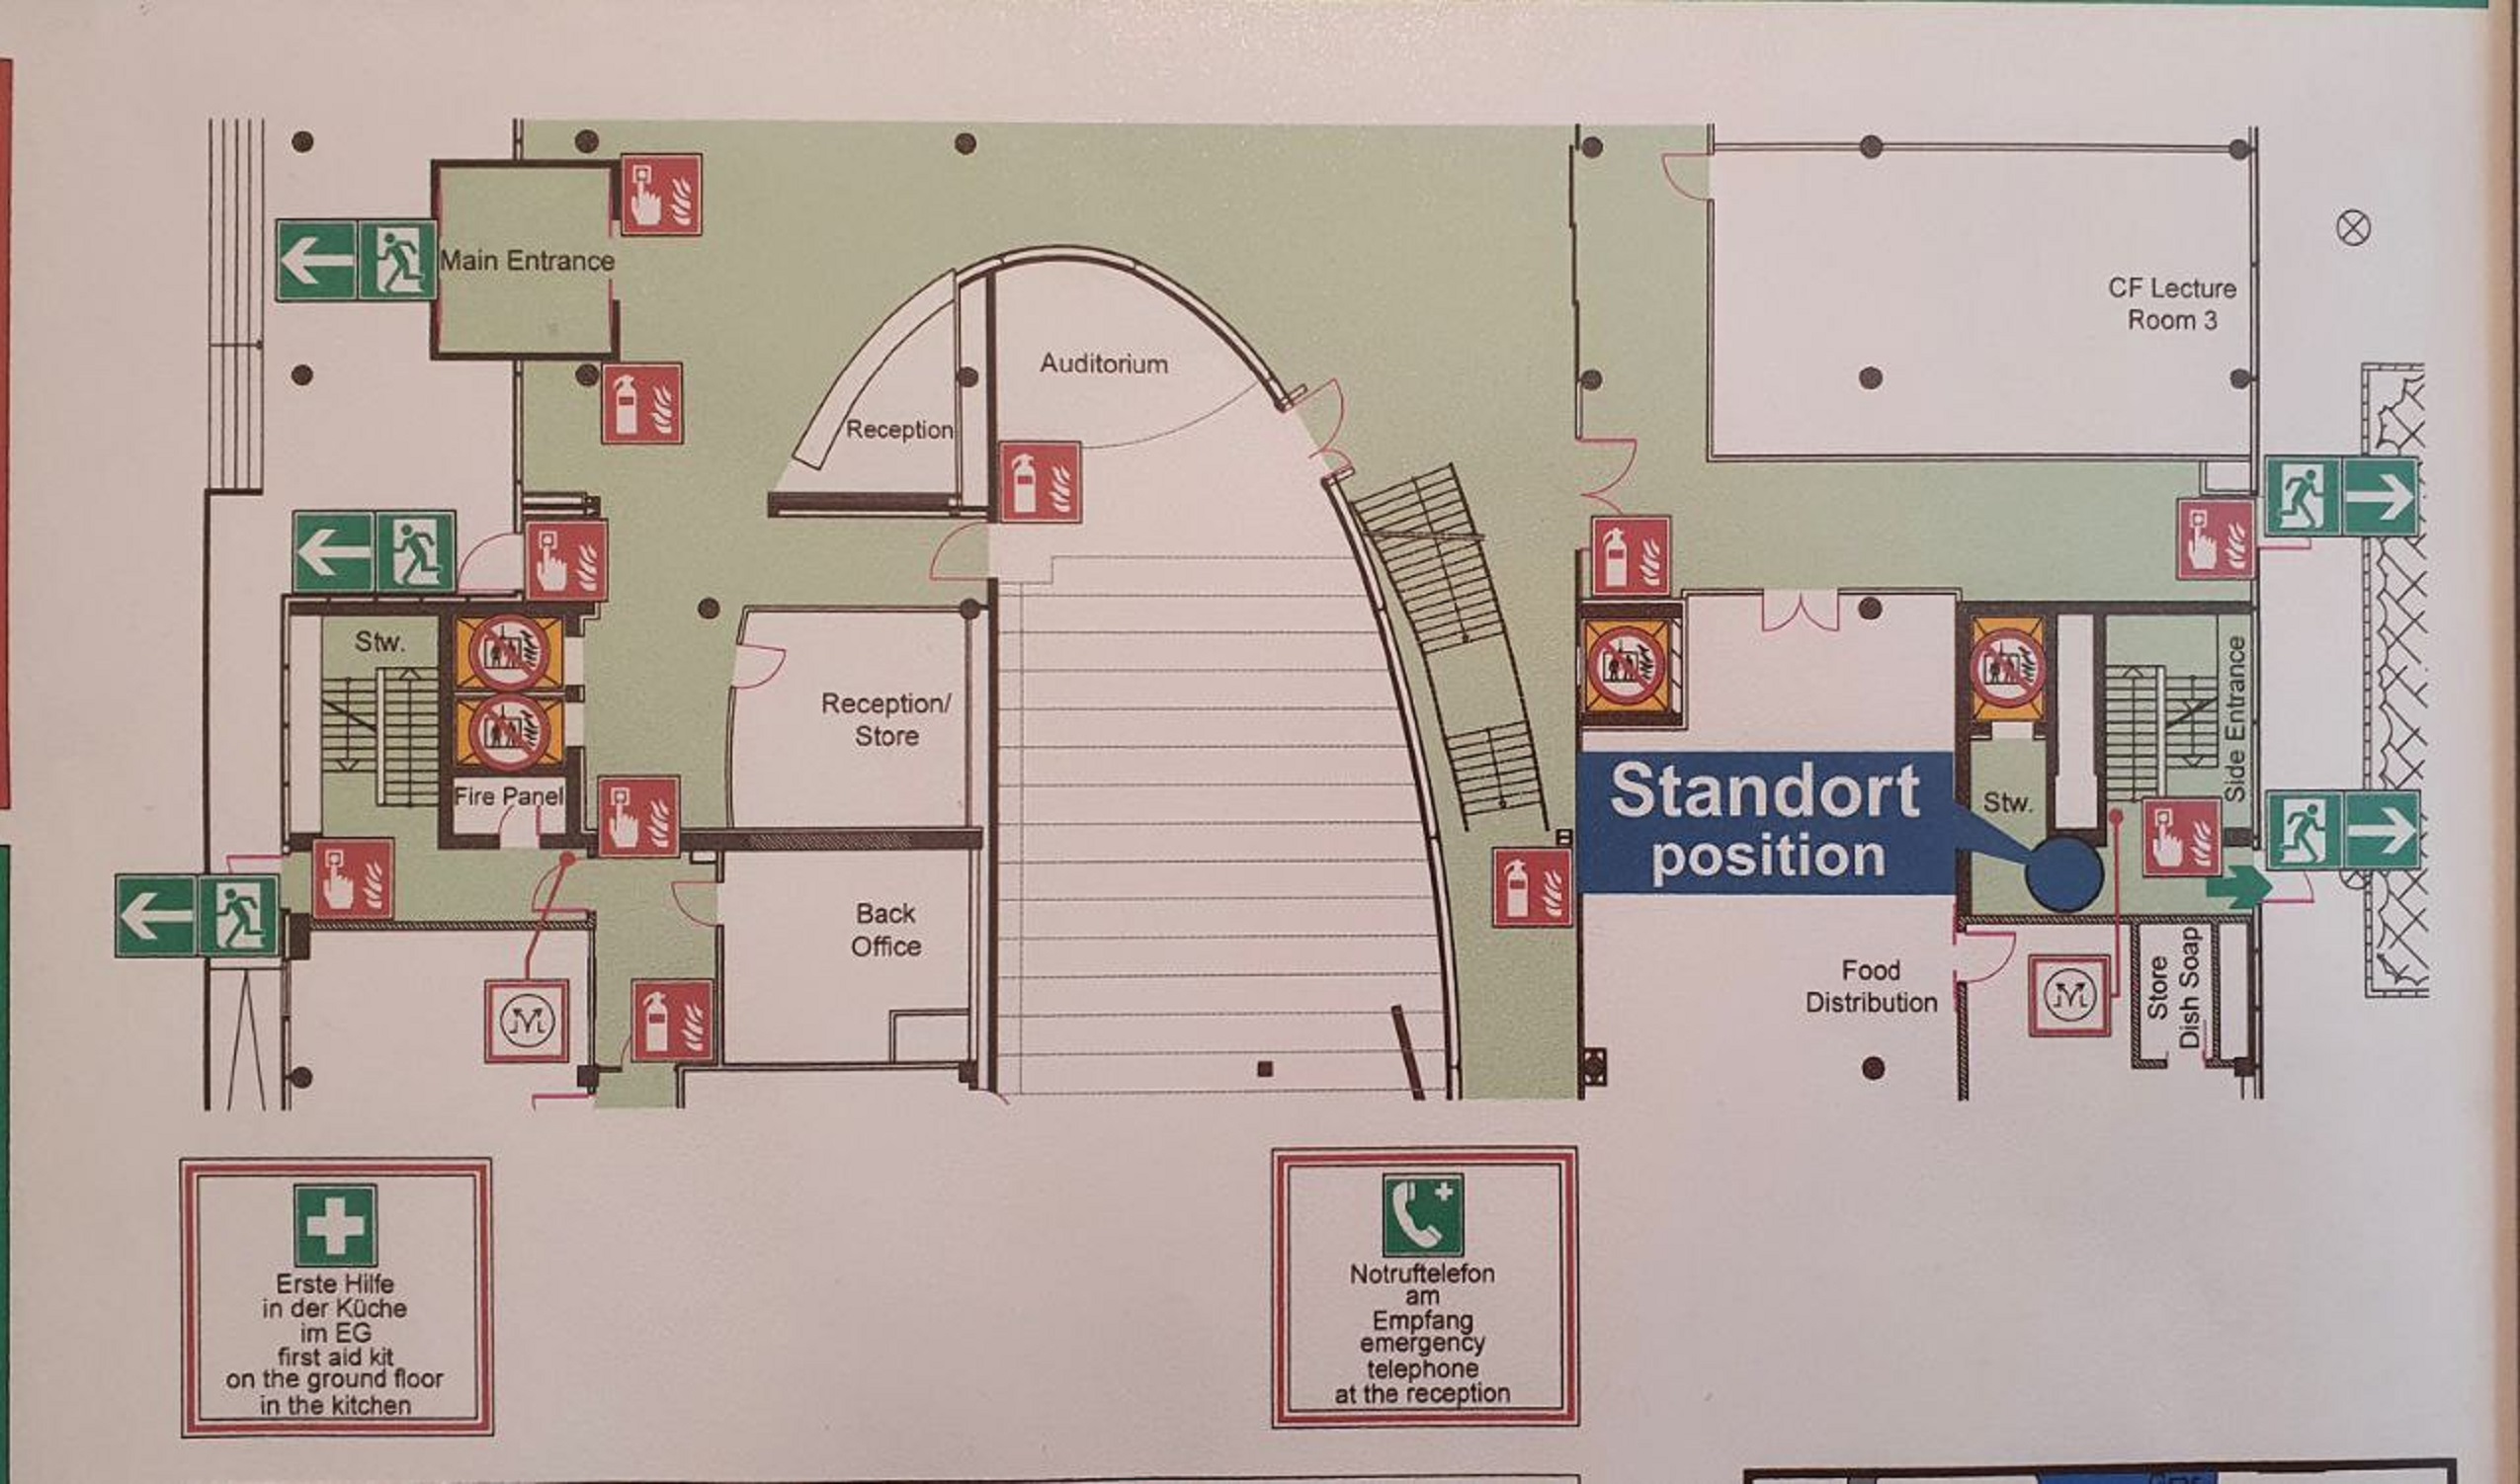 Main Entrance
CF Lecture
Room 3
Auditorium
Reception
Stw.
Reception/
Store
Side Entrance
Fire Panel
Standort
position
Stw.
Back
Office
Food
Distribution
Store
Dish Soap
Erste Hilfe
in der Küche
im EG
first aid kit
on the ground floor
in the kitchen
Notruftelefon
am
Empfang
emergency
telephone
at the reception